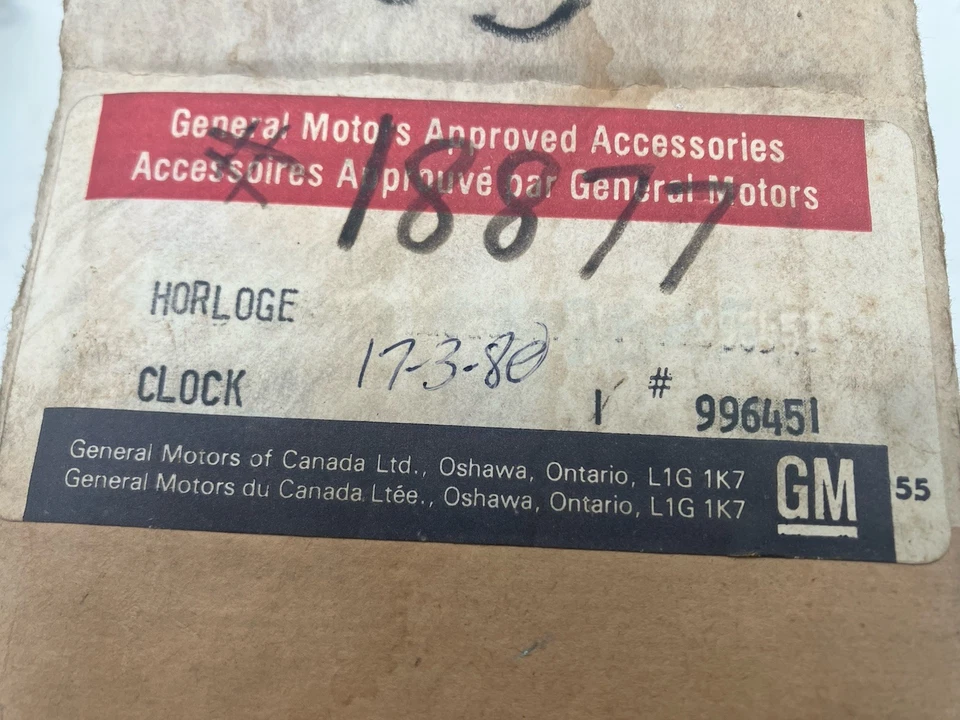 General Motors Approved Accessories
Accessoires Approuvé par General Motors
# 18877
HORLOGE
17-3-80
CLOCK
1 # 996451
General Motors of Canada Ltd., Oshawa, Ontario, L1G 1K7
General Motors du Canada Ltée., Oshawa, Ontario, L1G 1K7
GM
55